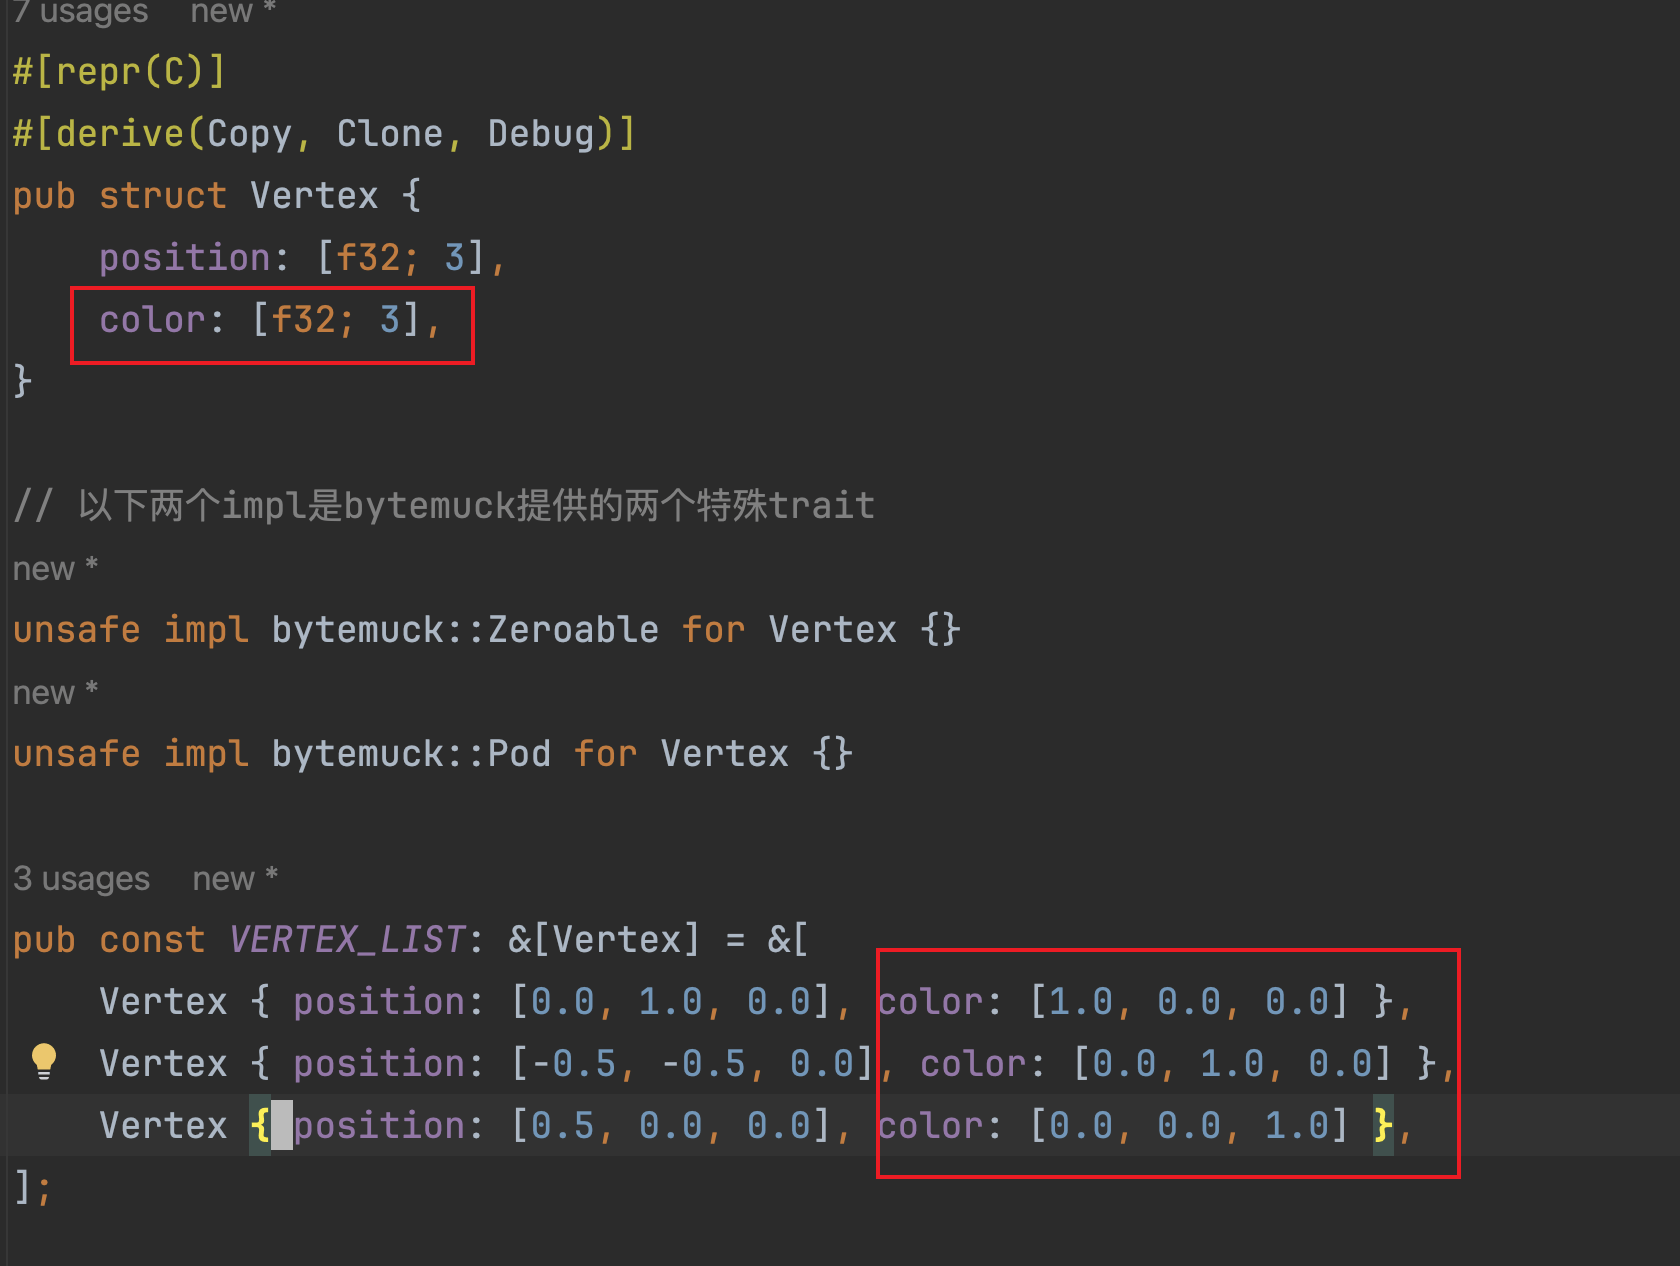 7 usages new *
#[repr(C)]
#[derive(Copy, Clone, Debug)]
pub struct Vertex {
    position: [f32; 3],
    color: [f32; 3],
}
// 以下两个impl是bytemuck提供的两个特殊trait
new *
unsafe impl bytemuck::Zeroable for Vertex {}
new *
unsafe impl bytemuck::Pod for Vertex {}
3 usages new *
pub const VERTEX_LIST: &[Vertex] = &[
    Vertex { position: [0.0, 1.0, 0.0], color: [1.0, 0.0, 0.0] },
    Vertex { position: [-0.5, -0.5, 0.0], color: [0.0, 1.0, 0.0] },
    Vertex { position: [0.5, 0.0, 0.0], color: [0.0, 0.0, 1.0] },
];